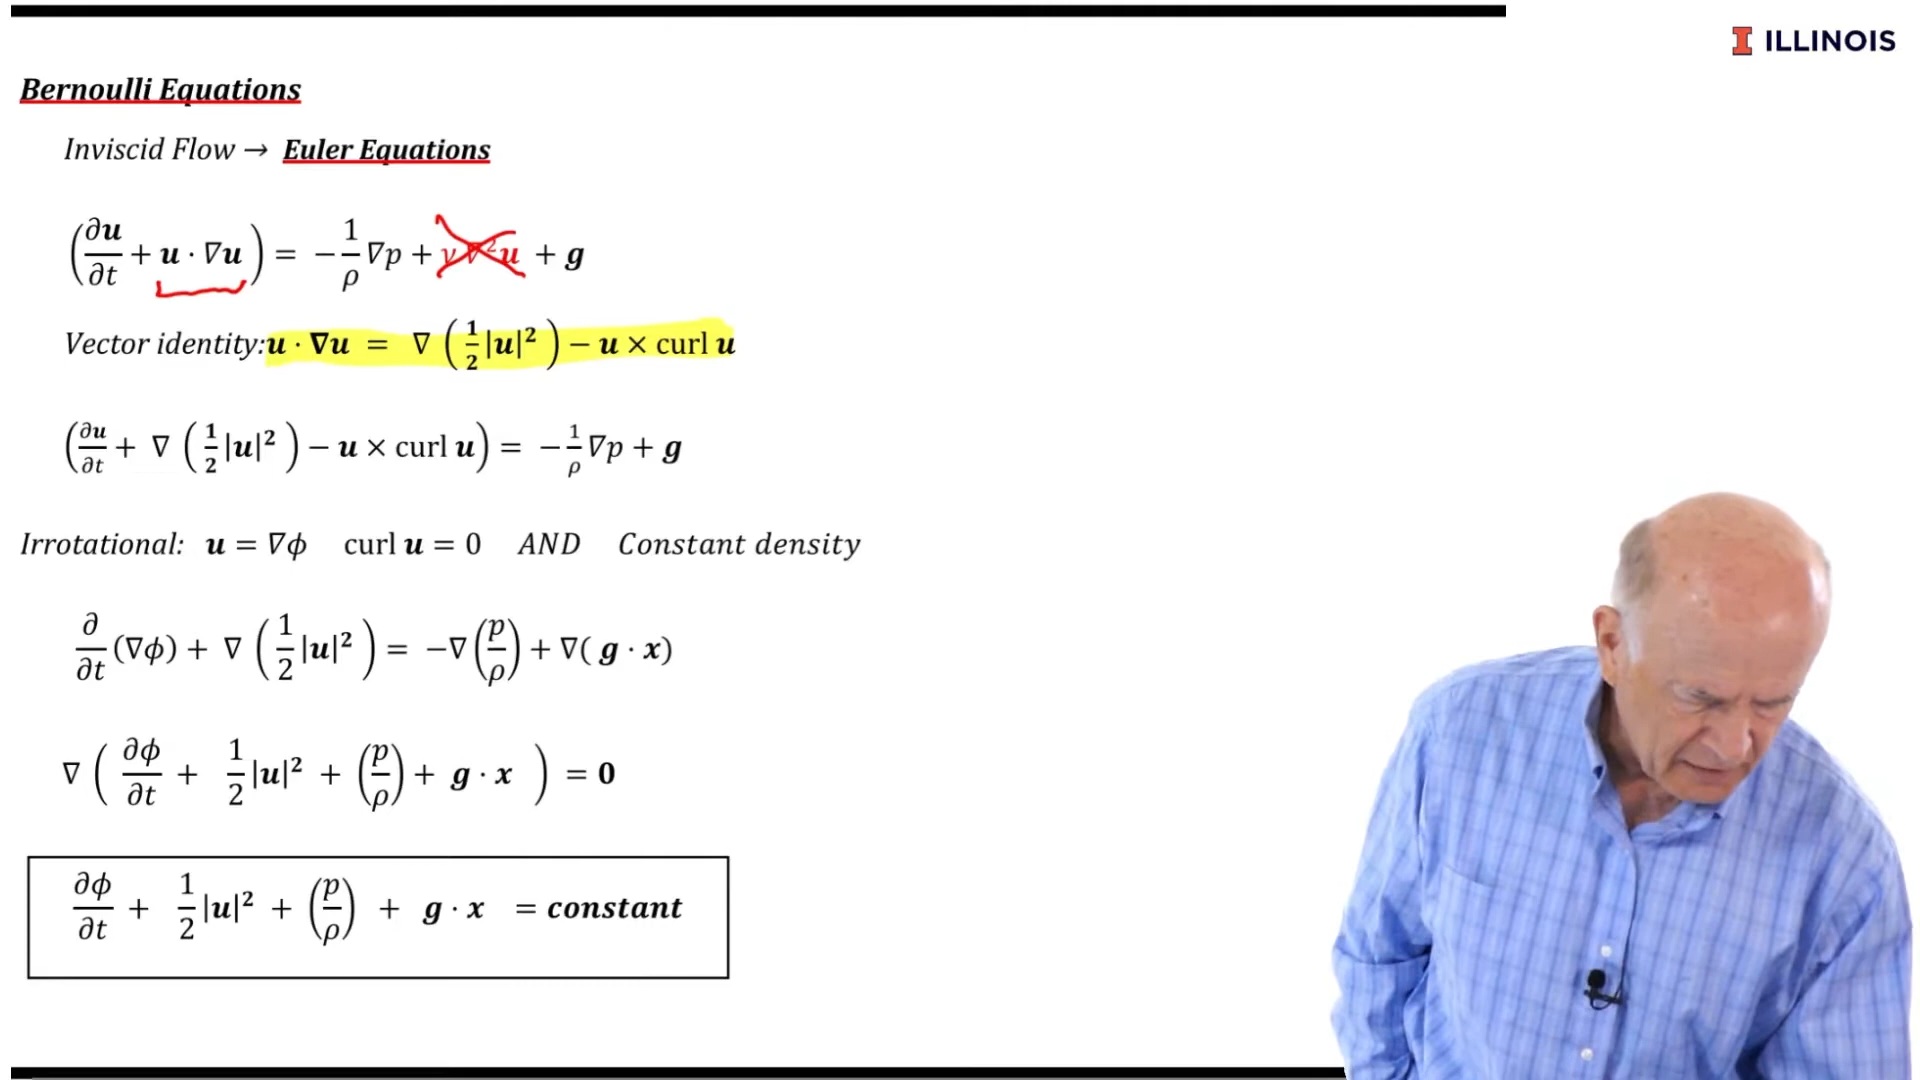 ILLINOIS
Bernoulli Equations
Inviscid Flow → Euler Equations
(∂u/∂t + u · ∇u) = −1/ρ ∇p + ν∇²u + g
Vector identity: u · ∇u = ∇(1/2|u|²) − u × curl u
(∂u/∂t + ∇(1/2|u|²) − u × curl u) = −1/ρ ∇p + g
Irrotational: u = ∇ϕ curl u = 0 AND Constant density
∂/∂t (∇ϕ) + ∇(1/2|u|²) = −∇(p/ρ) + ∇(g · x)
∇(∂ϕ/∂t + 1/2|u|² + (p/ρ) + g · x) = 0
∂ϕ/∂t + 1/2|u|² + (p/ρ) + g · x = constant